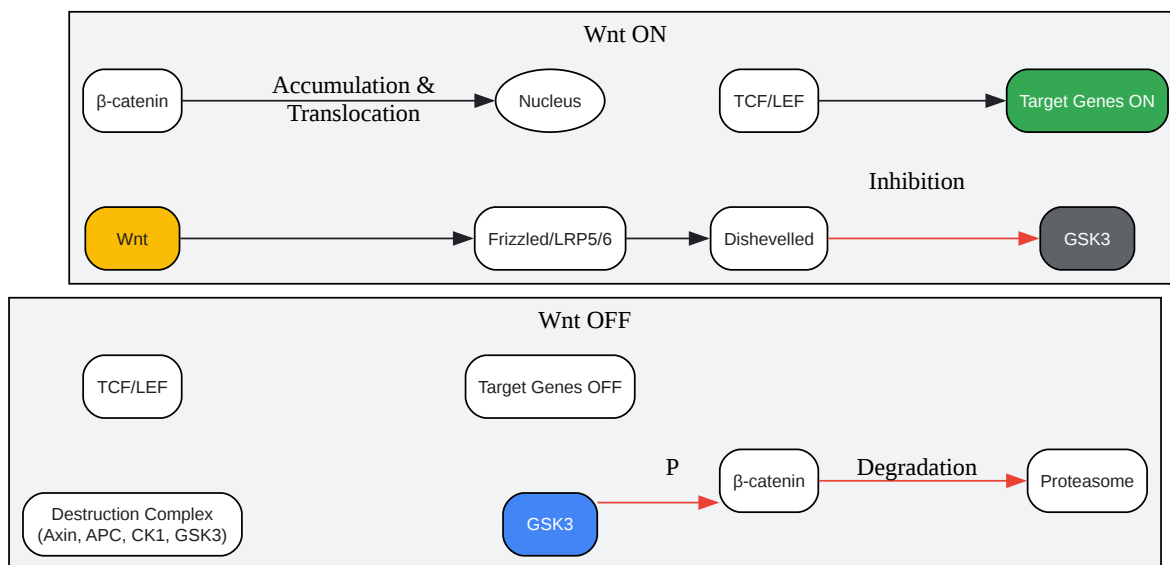 Wnt ON
β-catenin
Accumulation &
Translocation
Nucleus
TCF/LEF
Target Genes ON
Inhibition
Wnt
Frizzled/LRP5/6
Dishevelled
GSK3
Wnt OFF
TCF/LEF
Target Genes OFF
P
β-catenin
Degradation
Proteasome
Destruction Complex
(Axin, APC, CK1, GSK3)
GSK3